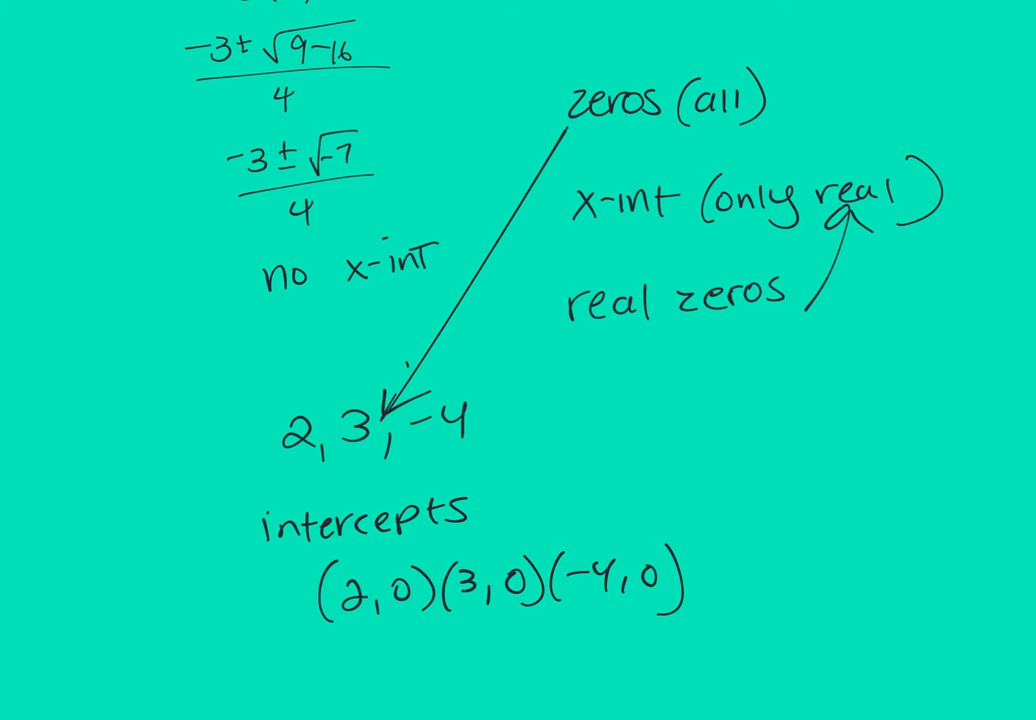 -3 ± √9-16
4
-3 ± √-7
4
no x-int
zeros (all)
x-int (only real)
real zeros
2, 3, -4
intercepts
(2, 0)(3, 0)(-4, 0)